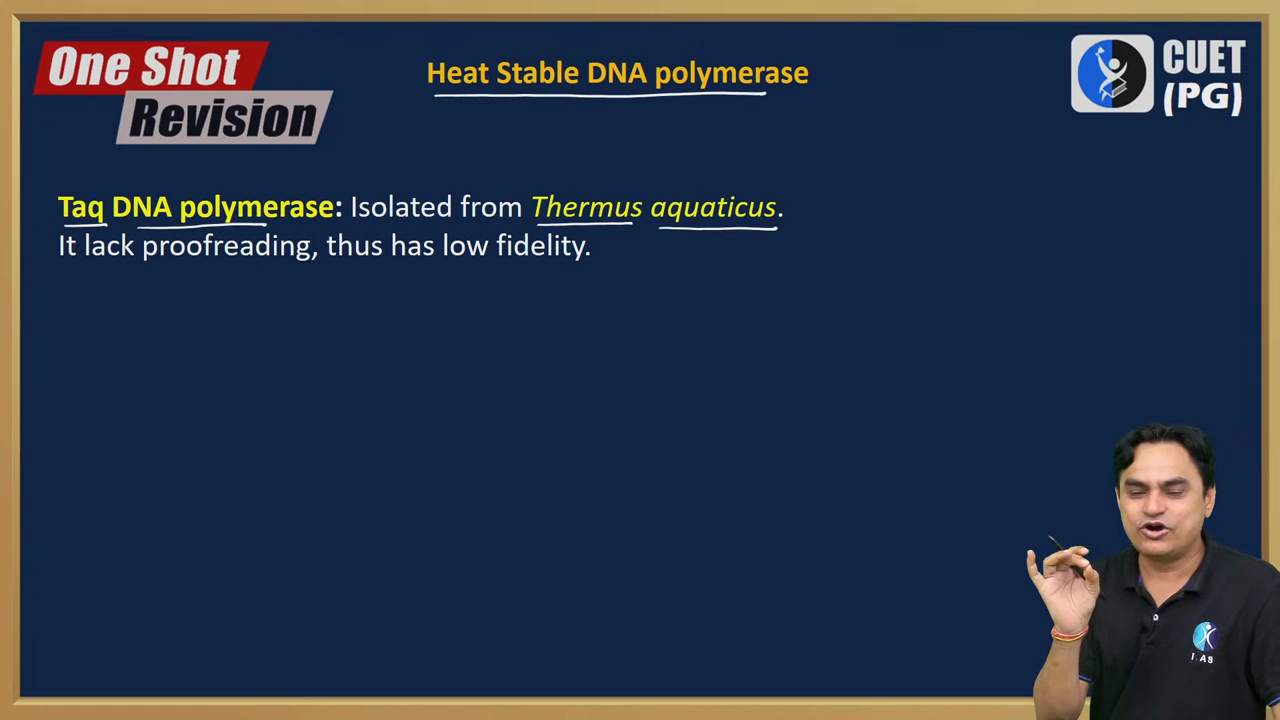 One Shot
Revision
Heat Stable DNA polymerase
CUET
(PG)
Taq DNA polymerase: Isolated from Thermus aquaticus.
It lack proofreading, thus has low fidelity.